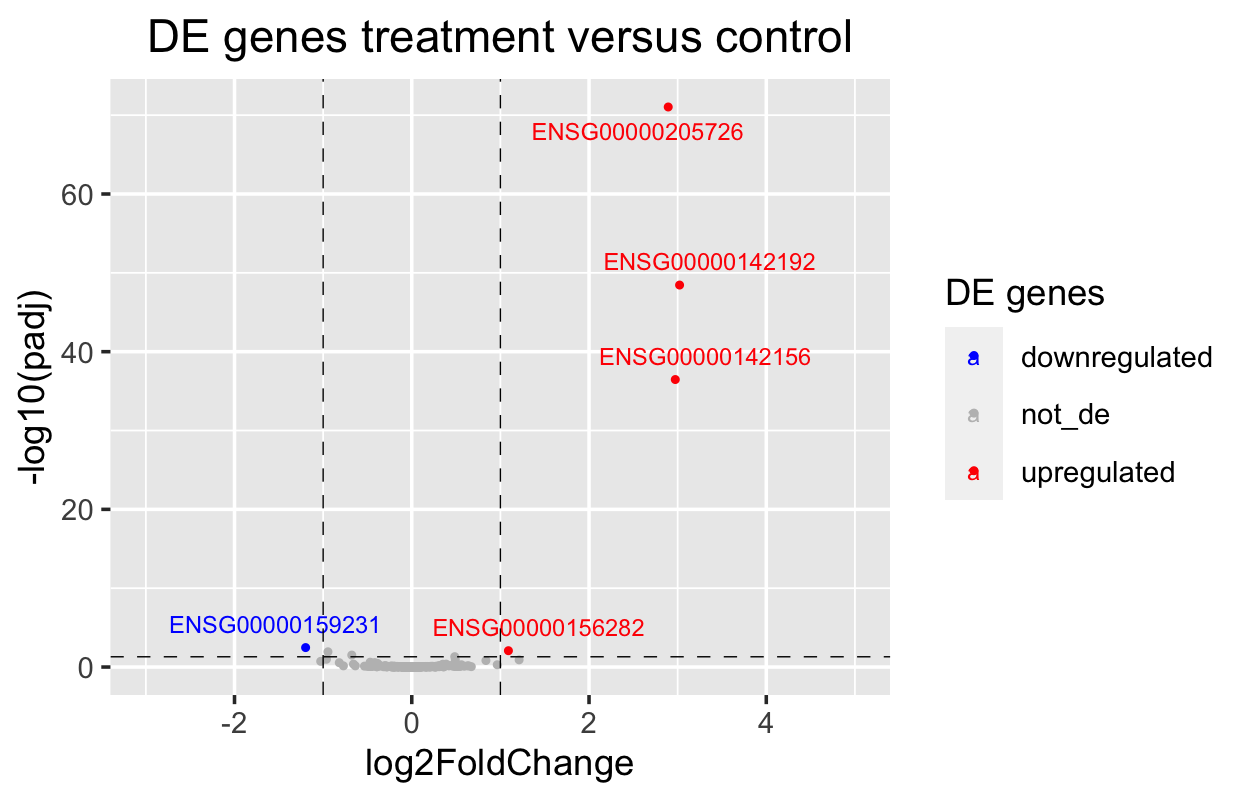 DE genes treatment versus control
ENSG00000205726
60
ENSG00000142192
40
ENSG00000142156
20
ENSG00000159231
ENSG00000156282
0
-log10(padj)
-2 0 2 4
log2FoldChange
DE genes
a downregulated
a not_de
a upregulated